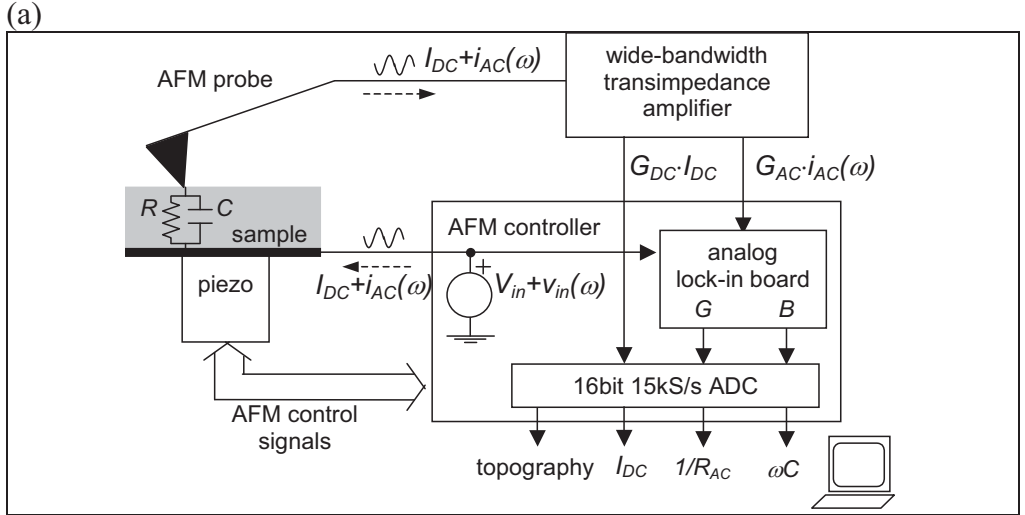 (a)
AFM probe
I_DC+i_AC(ω)
wide-bandwidth
transimpedance
amplifier
G_DC·I_DC
G_AC·i_AC(ω)
R
C
sample
piezo
I_DC+i_AC(ω)
AFM controller
+
V_in+v_in(ω)
analog
lock-in board
G B
16bit 15kS/s ADC
AFM control
signals
topography I_DC 1/R_AC ωC